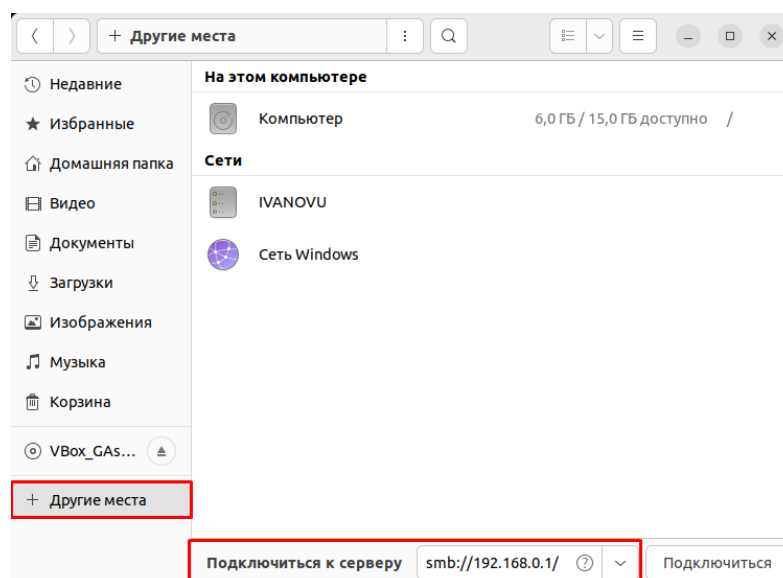 + Другие места
Недавние
Избранные
Домашняя папка
Видео
Документы
Загрузки
Изображения
Музыка
Корзина
VBox_GAs...
+ Другие места
На этом компьютере
Компьютер 6,0 ГБ / 15,0 ГБ доступно /
Сети
IVANOVU
Сеть Windows
Подключиться к серверу smb://192.168.0.1/ ? Подключиться